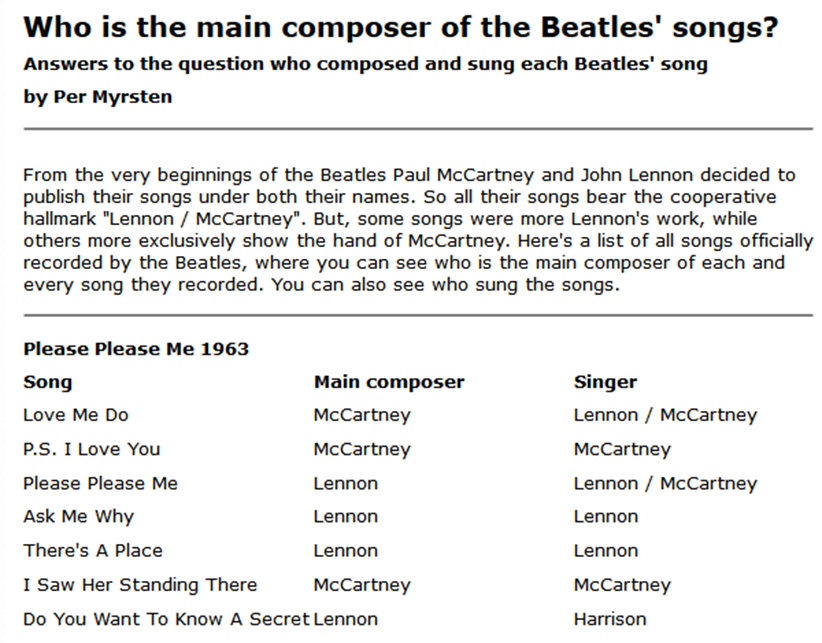 Who is the main composer of the Beatles' songs?
Answers to the question who composed and sung each Beatles' song
by Per Myrsten
From the very beginnings of the Beatles Paul McCartney and John Lennon decided to
publish their songs under both their names. So all their songs bear the cooperative
hallmark "Lennon / McCartney". But, some songs were more Lennon's work, while
others more exclusively show the hand of McCartney. Here's a list of all songs officially
recorded by the Beatles, where you can see who is the main composer of each and
every song they recorded. You can also see who sung the songs.
Please Please Me 1963
Song Main composer Singer
Love Me Do McCartney Lennon / McCartney
P.S. I Love You McCartney McCartney
Please Please Me Lennon Lennon / McCartney
Ask Me Why Lennon Lennon
There's A Place Lennon Lennon
I Saw Her Standing There McCartney McCartney
Do You Want To Know A Secret Lennon Harrison